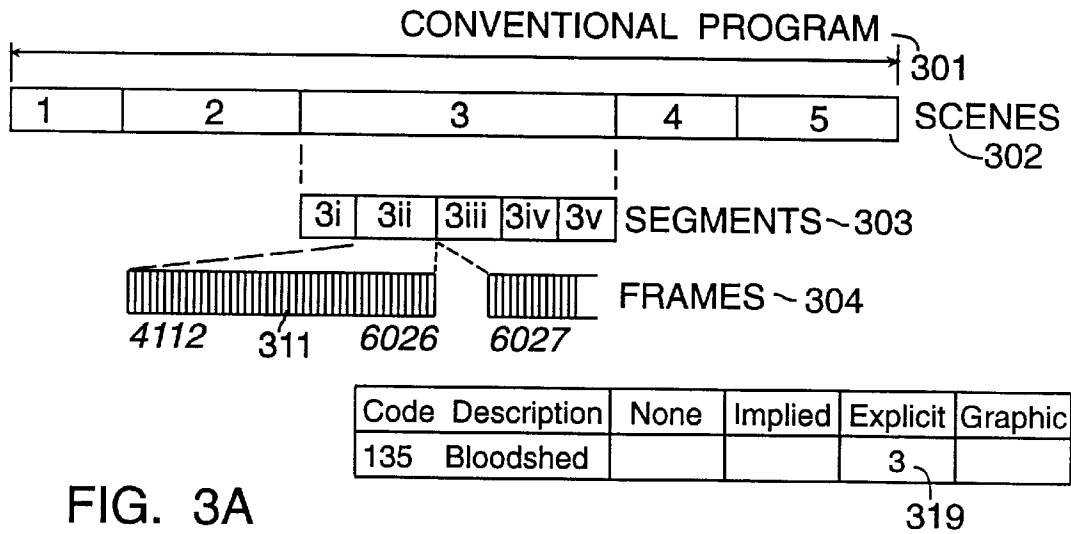 CONVENTIONAL PROGRAM
301
1 2 3 4 5 SCENES
302
3i 3ii 3iii 3iv 3v SEGMENTS 303
FRAMES 304
4112 311 6026 6027
Code Description None Implied Explicit Graphic
135 Bloodshed 3
319
FIG. 3A